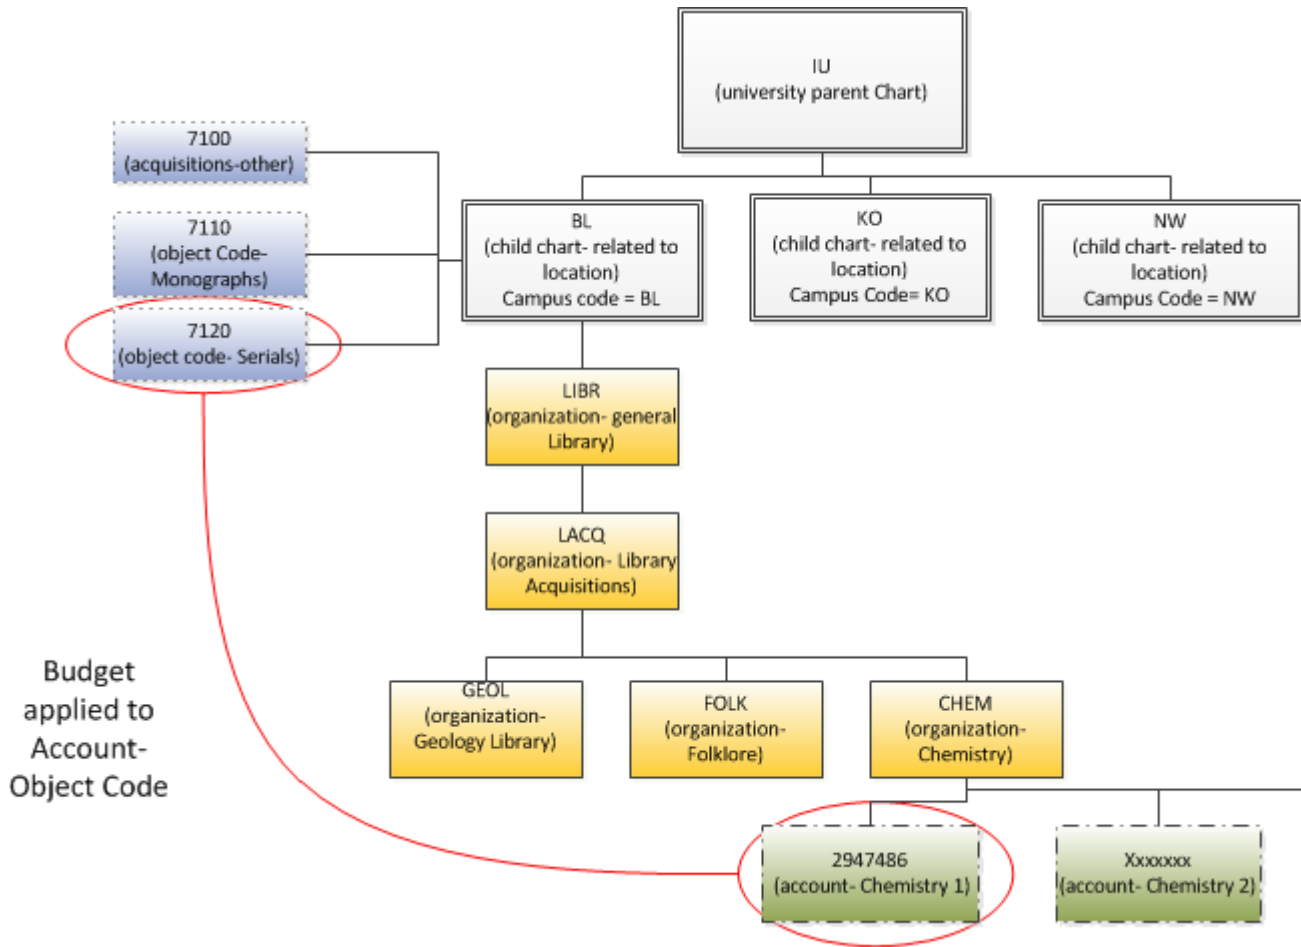 IU
(university parent Chart)
7100
(acquisitions-other)
7110
(object Code-
Monographs)
7120
(object code- Serials)
BL
(child chart- related to
location)
Campus code = BL
KO
(child chart- related to
location)
Campus Code= KO
NW
(child chart- related to
location)
Campus Code = NW
LIBR
(organization- general
Library)
LACQ
(organization- Library
Acquisitions)
GEOL
(organization-
Geology Library)
FOLK
(organization-
Folklore)
CHEM
(organization-
Chemistry)
Budget
applied to
Account-
Object Code
2947486
(account- Chemistry 1)
Xxxxxxx
(account- Chemistry 2)